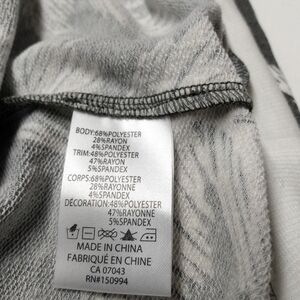 BODY:68%POLYESTER
28%RAYON
4%SPANDEX
TRIM:48%POLYESTER
47%RAYON
5%SPANDEX
CORPS:68%POLYESTER
28%RAYONNE
4%SPANDEX
DÉCORATION:48%POLYESTER
47%RAYONNE
5%SPANDEX
MADE IN CHINA
FABRIQUÉ EN CHINE
CA 07043
RN#150994